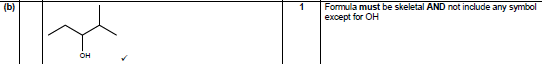 (b)
OH ✓
1
Formula must be skeletal AND not include any symbol
except for OH